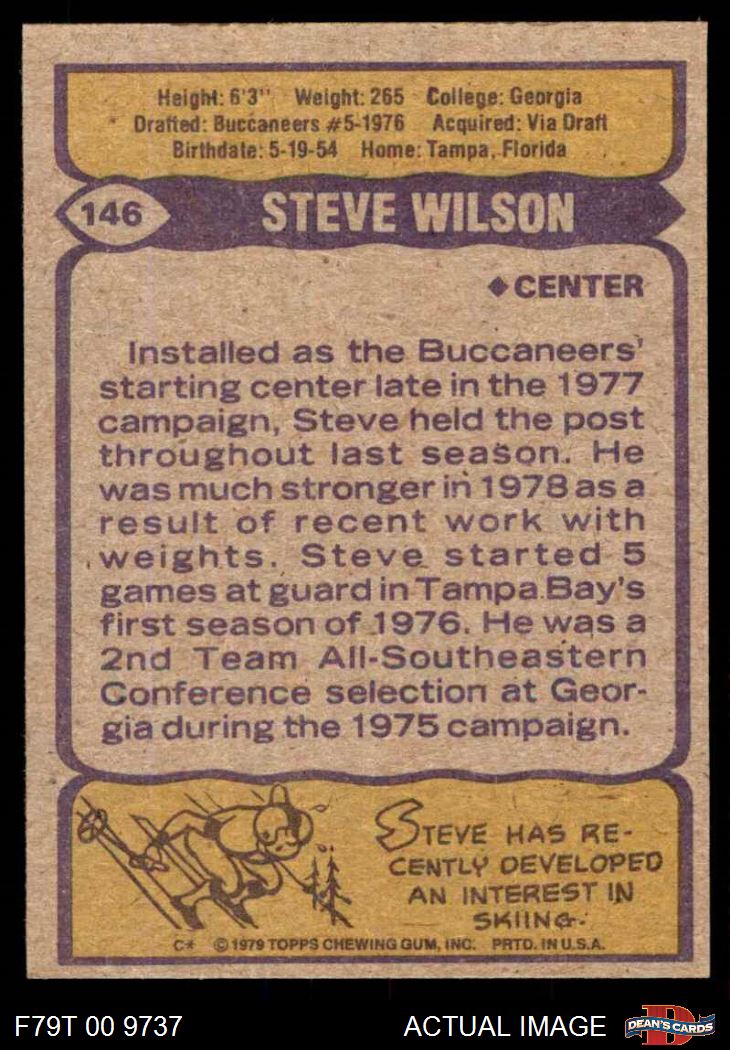 Height: 6'3" Weight: 265 College: Georgia
Drafted: Buccaneers #5-1976 Acquired: Via Draft
Birthdate: 5-19-54 Home: Tampa, Florida
146 STEVE WILSON
◆CENTER
Installed as the Buccaneers'
starting center late in the 1977
campaign, Steve held the post
throughout last season. He
was much stronger in 1978 as a
result of recent work with
weights. Steve started 5
games at guard in Tampa Bay's
first season of 1976. He was a
2nd Team All-Southeastern
Conference selection at Geor-
gia during the 1975 campaign.
STEVE HAS RE-
CENTLY DEVELOPED
AN INTEREST IN
SKIING.
C* © 1979 TOPPS CHEWING GUM, INC. PRTD. IN U.S.A.
F79T 00 9737 ACTUAL IMAGE D DEAN'S CARDS